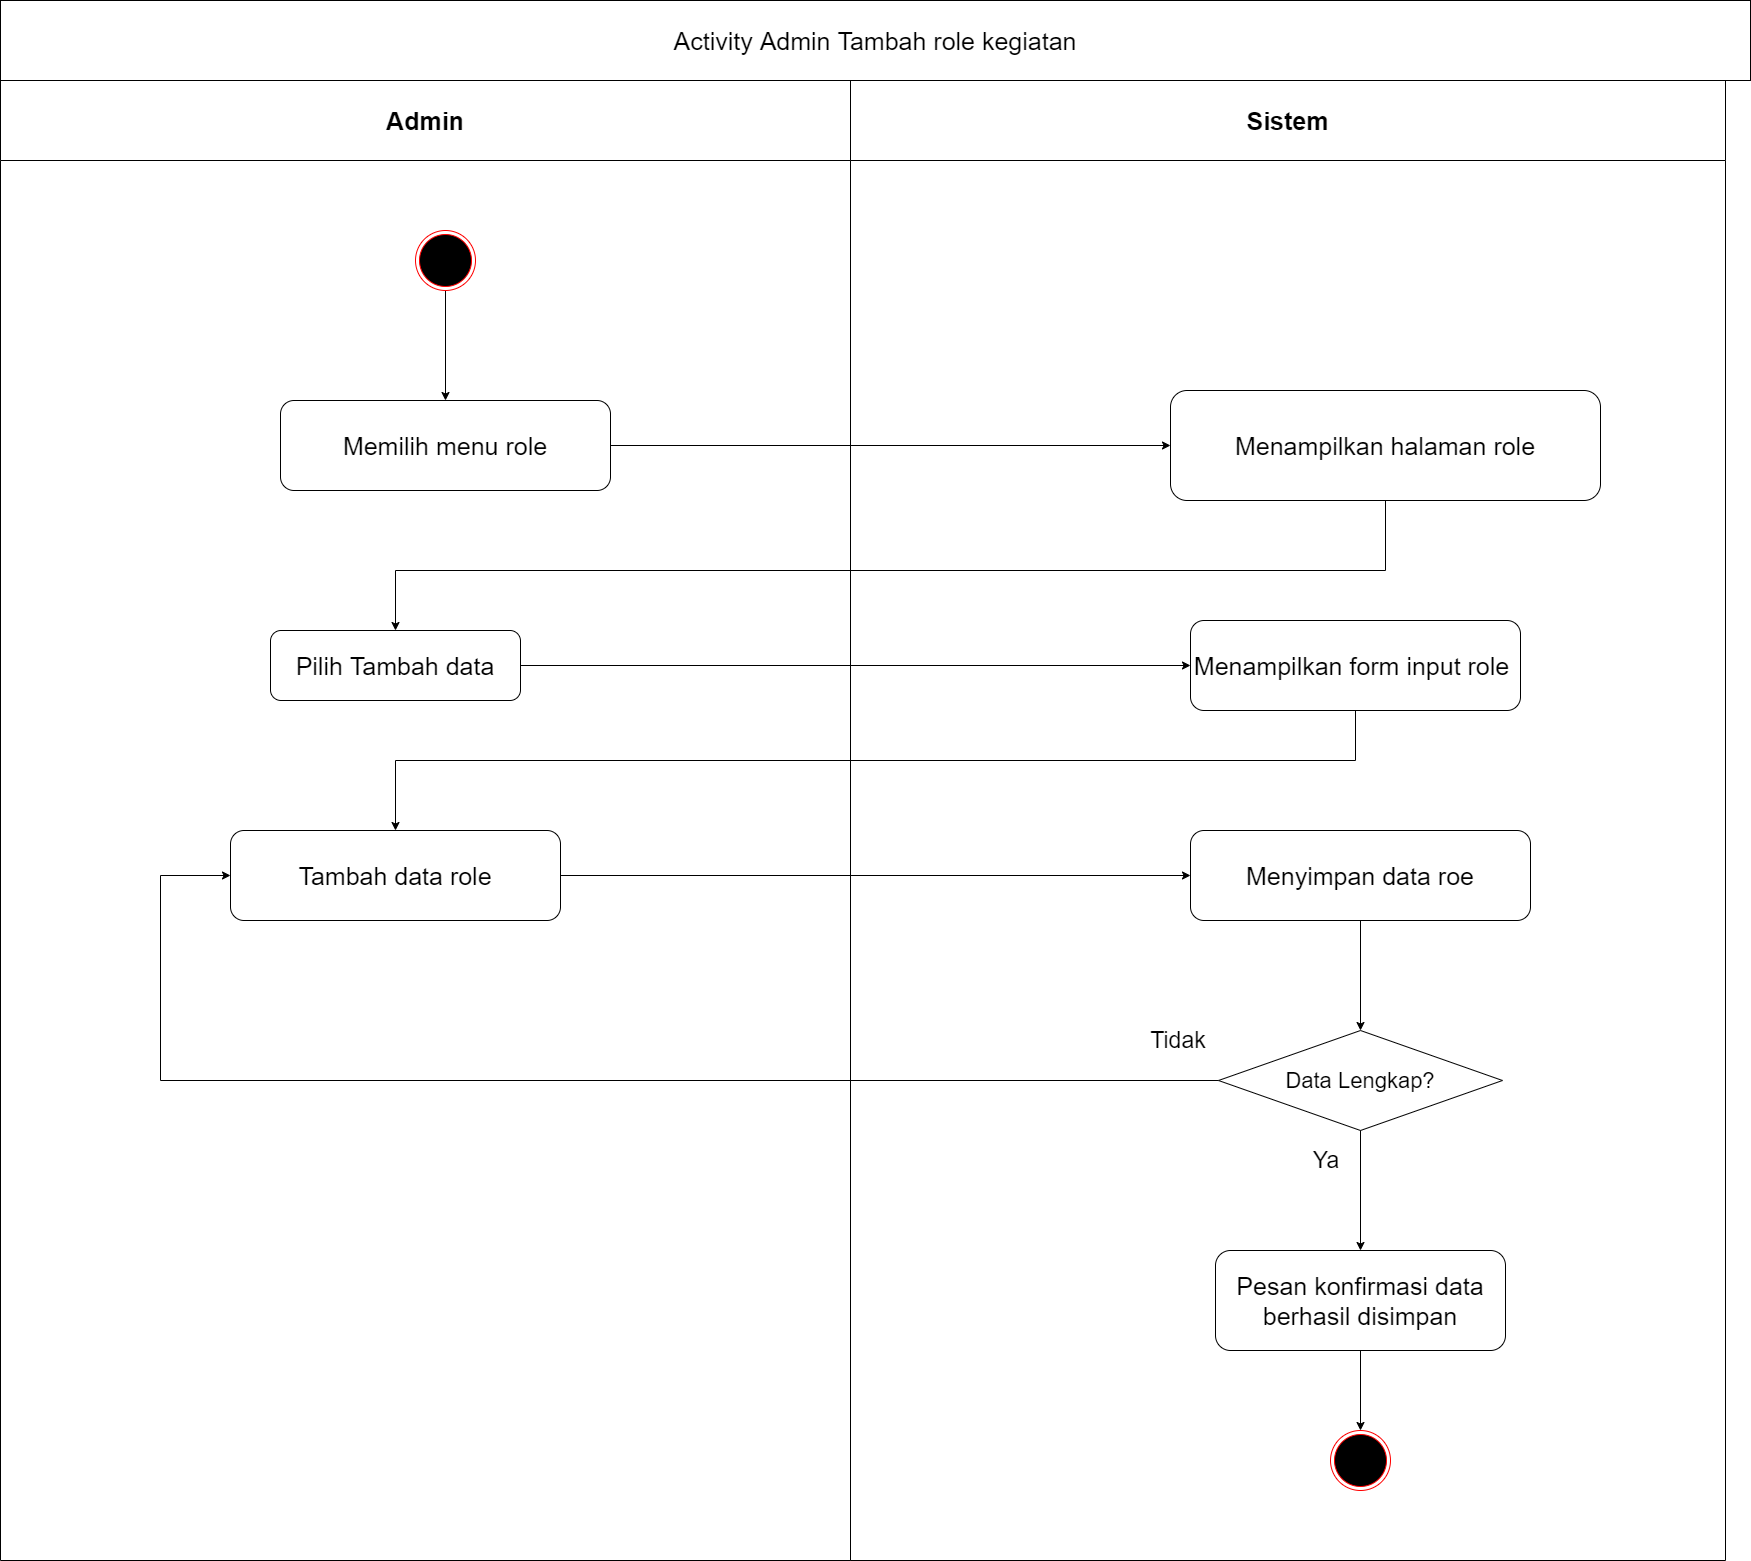 Activity Admin Tambah role kegiatan
Admin
Sistem
Memilih menu role
Menampilkan halaman role
Pilih Tambah data
Menampilkan form input role
Tambah data role
Menyimpan data roe
Tidak
Data Lengkap?
Ya
Pesan konfirmasi data
berhasil disimpan